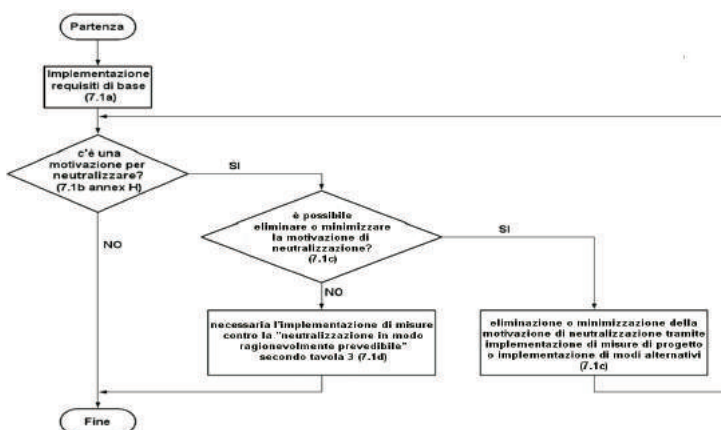 Partenza
Implementazione
requisiti di base
(7.1a)
c'è una
motivazione per
neutralizzare?
(7.1b annex H)
SI
NO
è possibile
eliminare o minimizzare
la motivazione di
neutralizzazione?
(7.1c)
SI
NO
necessaria l'implementazione di misure
contro la "neutralizzazione in modo
ragionevolmente prevedibile"
secondo tavola 3 (7.1d)
eliminazione o minimizzazione della
motivazione di neutralizzazione tramite
implementazione di misure di progetto
o implementazione di modi alternativi
(7.1c)
Fine